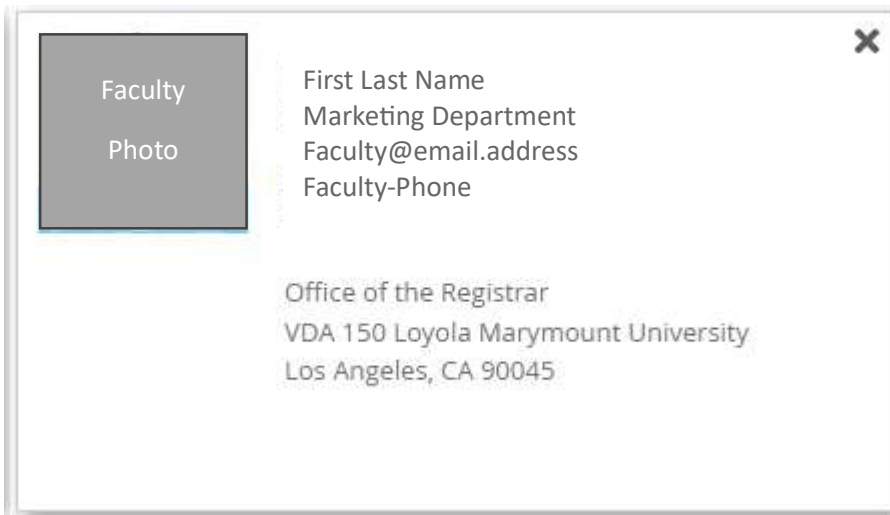 Faculty
Photo
First Last Name
Marketing Department
Faculty@email.address
Faculty-Phone
Office of the Registrar
VDA 150 Loyola Marymount University
Los Angeles, CA 90045